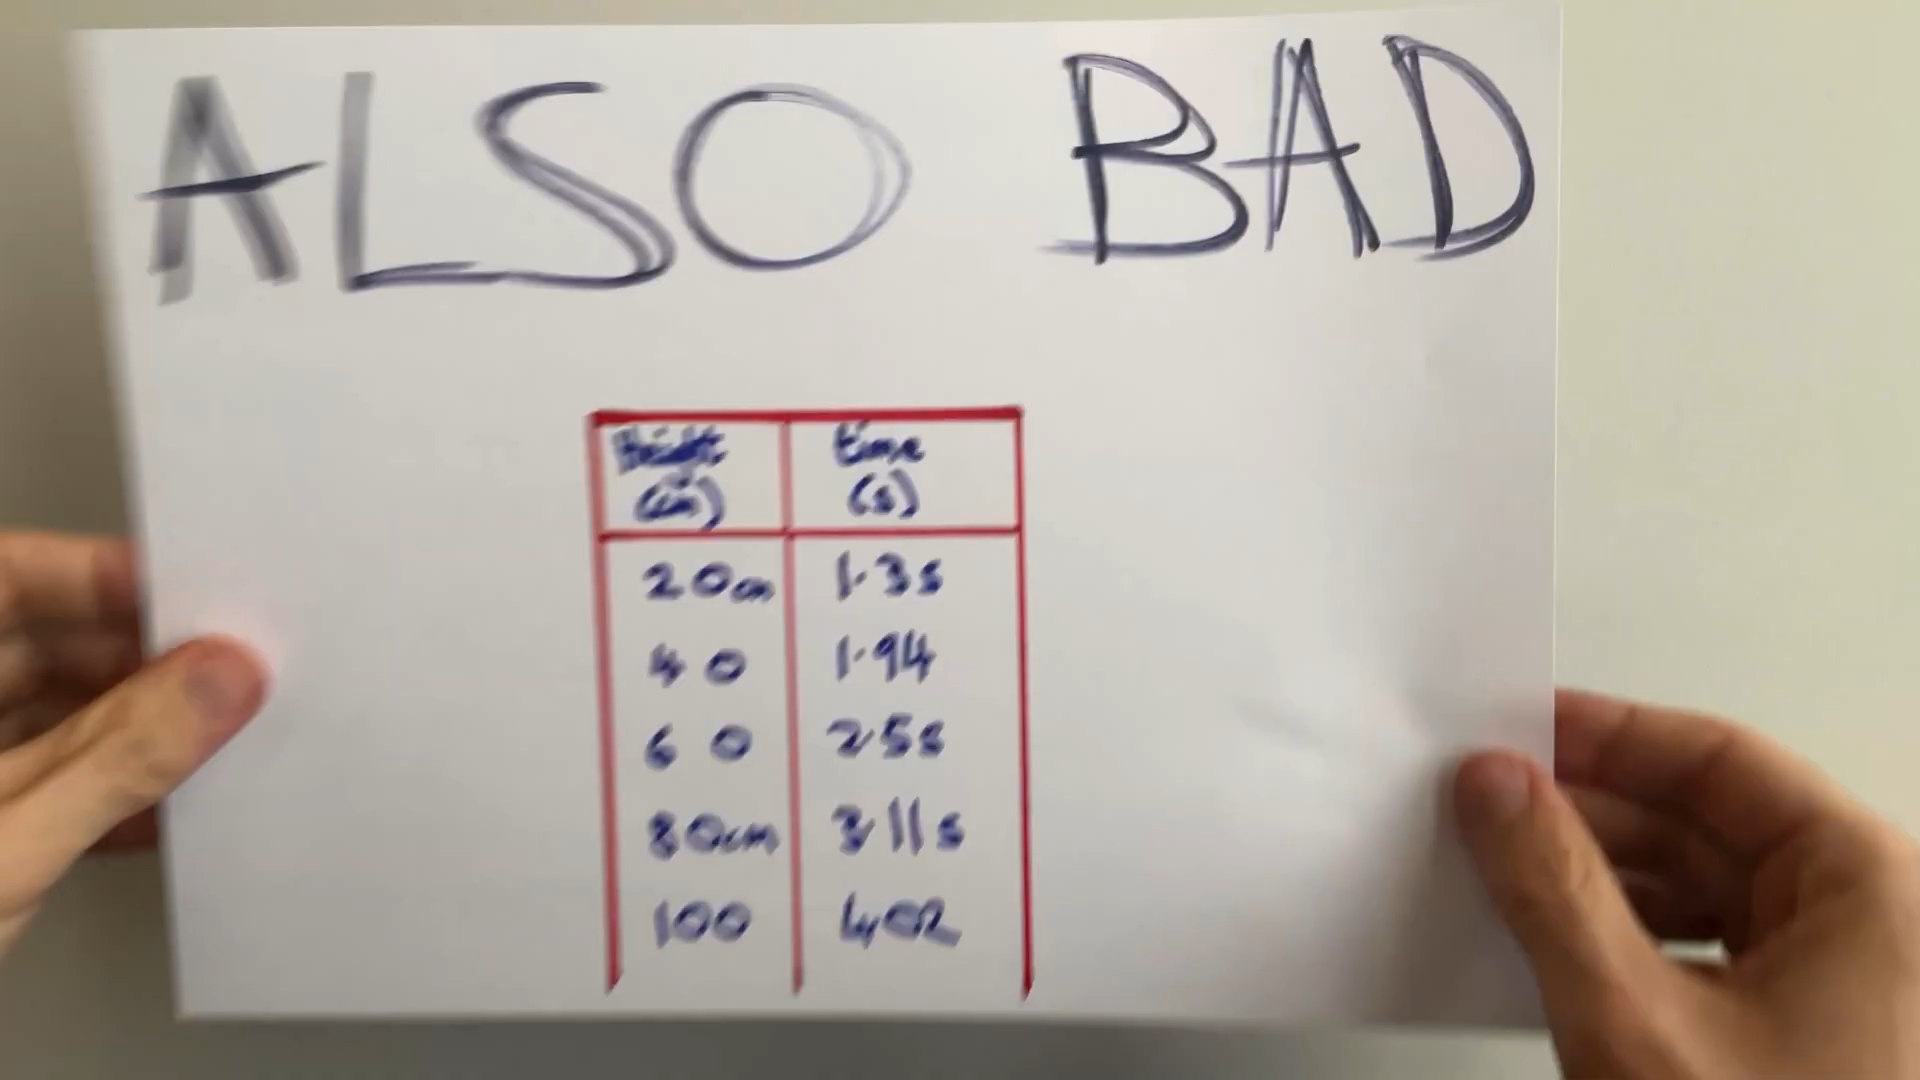 ALSO BAD
Height time
(cm) (s)
20cm 1.3s
40 1.94
60 2.5s
80cm 3.11s
100 4.02